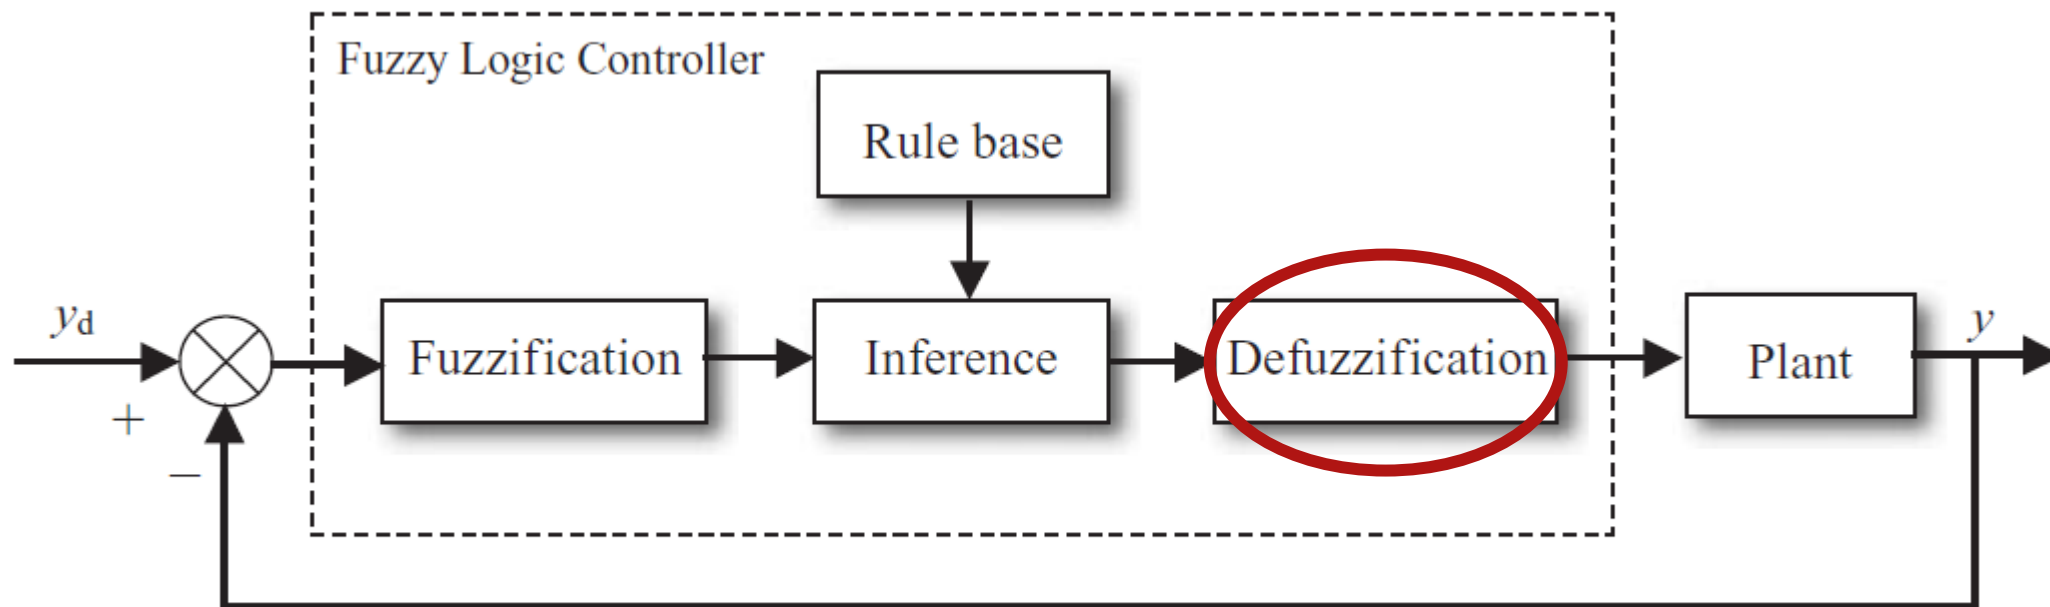 Fuzzy Logic Controller
Rule base
yd
+
−
Fuzzification
Inference
Defuzzification
Plant
y